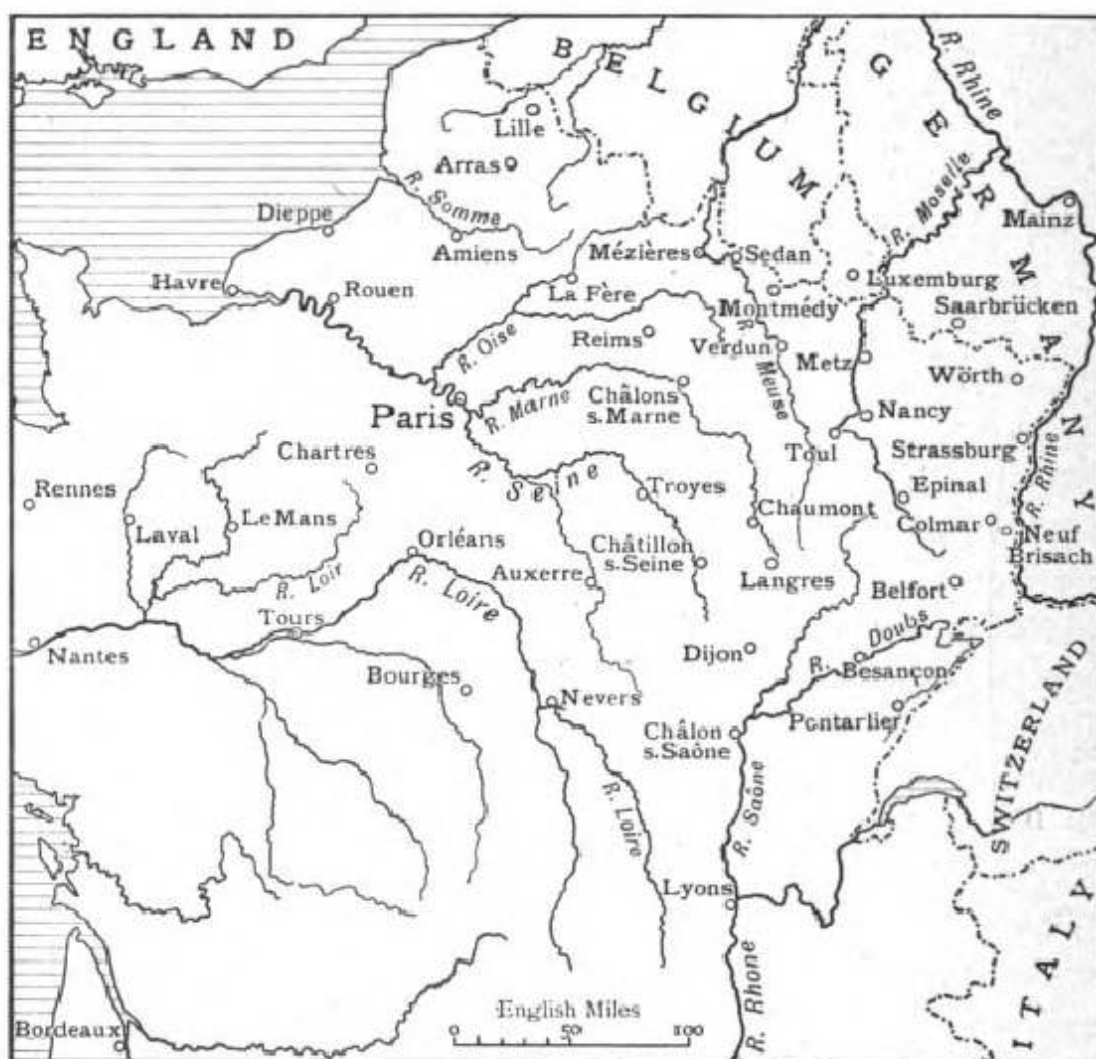 ENGLAND
BELGIUM
GERMANY
R. Rhine
Lille
Arras
R. Somme
R. Moselle
Mainz
Dieppe
Amiens
Mézières
Sedan
Havre
Rouen
La Fère
Luxemburg
Montmédy
Saarbrücken
R. Oise
Reims
Verdun
R. Meuse
Metz
Wörth
Paris
R. Marne
Châlons
s. Marne
Nancy
Toul
Strassburg
R. Rhine
Chartres
R. Seine
Troyes
Epinal
Rennes
Laval
Le Mans
Chaumont
Colmar
Neuf
Brisach
Orléans
Châtillon
s. Seine
Auxerre
Langres
Belfort
R. Loir
R. Loire
Tours
Nantes
Dijon
R. Doubs
Besançon
Bourges
Nevers
Pontarlier
Châlon
s. Saône
SWITZERLAND
R. Loire
R. Saône
Lyons
R. Rhone
ITALY
English Miles
0 50 100
Bordeaux